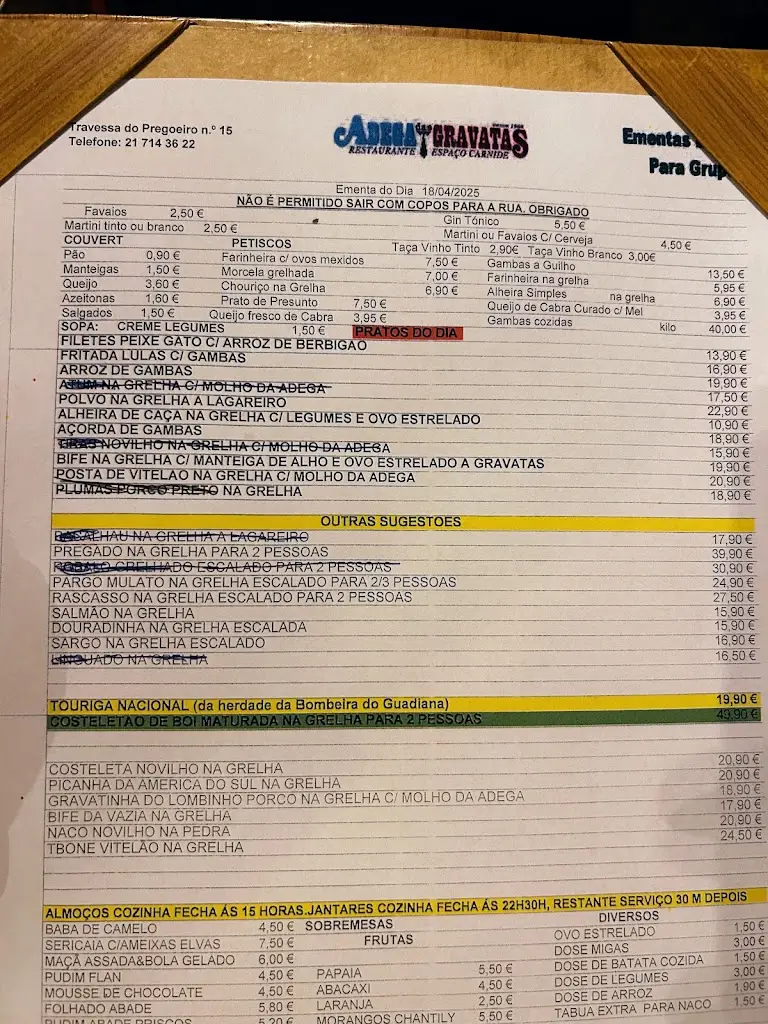 Travessa do Pregoeiro n.º 15
Telefone: 21 714 36 22
ADEGA das GRAVATAS
RESTAURANTE ESPAÇO CARNIDE
Ementas
Para Grup
Ementa do Dia 18/04/2025
NÃO É PERMITIDO SAIR COM COPOS PARA A RUA, OBRIGADO
Favaios 2,50 € Gin Tónico 5,50 €
Martini tinto ou branco 2,50 € Martini ou Favaios C/ Cerveja 4,50 €
COUVERT PETISCOS Taça Vinho Tinto 2,90€ Taça Vinho Branco 3,00€
Pão 0,90 € Farinheira c/ ovos mexidos 7,50 € Gambas a Guilho 13,50 €
Manteigas 1,50 € Morcela grelhada 7,00 € Farinheira na grelha 5,95 €
Queijo 3,60 € Chouriço na Grelha 6,90 € Alheira Simples na grelha 6,90 €
Azeitonas 1,60 € Prato de Presunto 7,50 € Queijo de Cabra Curado c/ Mel 3,95 €
Salgados 1,50 € Queijo fresco de Cabra 3,95 € Gambas cozidas kilo 40,00 €
SOPA: CREME LEGUMES 1,50 € PRATOS DO DIA
FILETES PEIXE GATO C/ ARROZ DE BERBIGAO 13,90 €
FRITADA LULAS C/ GAMBAS 16,90 €
ARROZ DE GAMBAS 19,90 €
ATUM NA GRELHA C/ MOLHO DA ADEGA 17,50 €
POLVO NA GRELHA A LAGAREIRO 22,90 €
ALHEIRA DE CAÇA NA GRELHA C/ LEGUMES E OVO ESTRELADO 10,90 €
AÇORDA DE GAMBAS 18,90 €
TIRAS NOVILHO NA GRELHA C/ MOLHO DA ADEGA 15,90 €
BIFE NA GRELHA C/ MANTEIGA DE ALHO E OVO ESTRELADO A GRAVATAS 19,90 €
POSTA DE VITELAO NA GRELHA C/ MOLHO DA ADEGA 20,90 €
PLUMAS PORCO PRETO NA GRELHA 18,90 €
OUTRAS SUGESTOES
BACALHAU NA GRELHA A LAGAREIRO 17,90 €
PREGADO NA GRELHA PARA 2 PESSOAS 39,90 €
ROBALO GRELHADO ESCALADO PARA 2 PESSOAS 30,90 €
PARGO MULATO NA GRELHA ESCALADO PARA 2/3 PESSOAS 24,90 €
RASCASSO NA GRELHA ESCALADO PARA 2 PESSOAS 27,50 €
SALMÃO NA GRELHA 15,90 €
DOURADINHA NA GRELHA ESCALADA 15,90 €
SARGO NA GRELHA ESCALADO 16,90 €
LINGUADO NA GRELHA 16,50 €
TOURIGA NACIONAL (da herdade da Bombeira do Guadiana) 19,90 €
COSTELETAO DE BOI MATURADA NA GRELHA PARA 2 PESSOAS 49,90 €
COSTELETA NOVILHO NA GRELHA 20,90 €
PICANHA DA AMERICA DO SUL NA GRELHA 20,90 €
GRAVATINHA DO LOMBINHO PORCO NA GRELHA C/ MOLHO DA ADEGA 18,90 €
BIFE DA VAZIA NA GRELHA 17,90 €
NACO NOVILHO NA PEDRA 20,90 €
TBONE VITELÃO NA GRELHA 24,50 €
ALMOÇOS COZINHA FECHA ÁS 15 HORAS.JANTARES COZINHA FECHA ÁS 22H30H, RESTANTE SERVIÇO 30 M DEPOIS
BABA DE CAMELO 4,50 € SOBREMESAS DIVERSOS
SERICAIA C/AMEIXAS ELVAS 7,50 € FRUTAS OVO ESTRELADO 1,50 €
MAÇÃ ASSADA&BOLA GELADO 6,00 € DOSE MIGAS 3,00 €
PUDIM FLAN 4,50 € PAPAIA 5,50 € DOSE DE BATATA COZIDA 1,50 €
MOUSSE DE CHOCOLATE 4,50 € ABACAXI 4,50 € DOSE DE LEGUMES 3,00 €
FOLHADO ABADE 5,80 € LARANJA 2,50 € DOSE DE ARROZ 1,90 €
PUDIM ABADE PRISCOS 5,20 € MORANGOS CHANTILY 5,50 € TABUA EXTRA PARA NACO 1,50 €